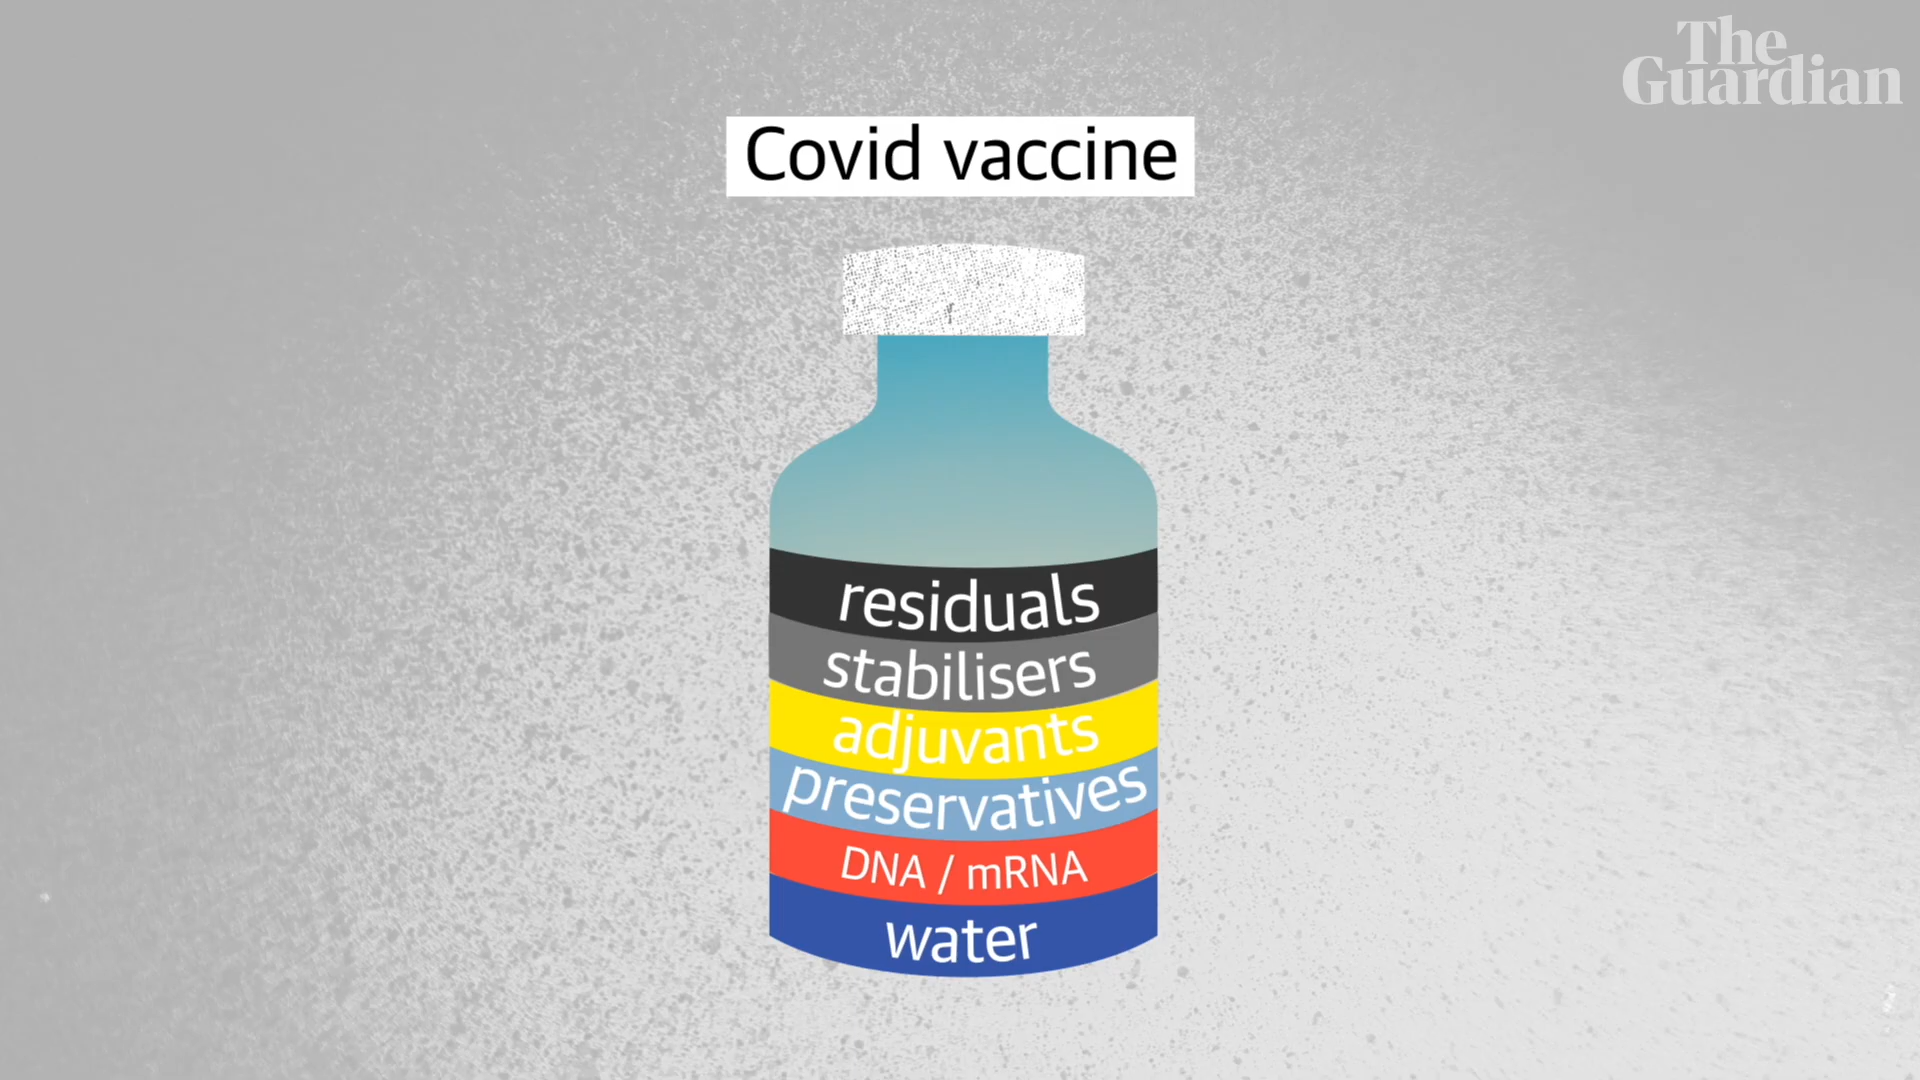 The
Guardian
Covid vaccine
residuals
stabilisers
adjuvants
preservatives
DNA / mRNA
water